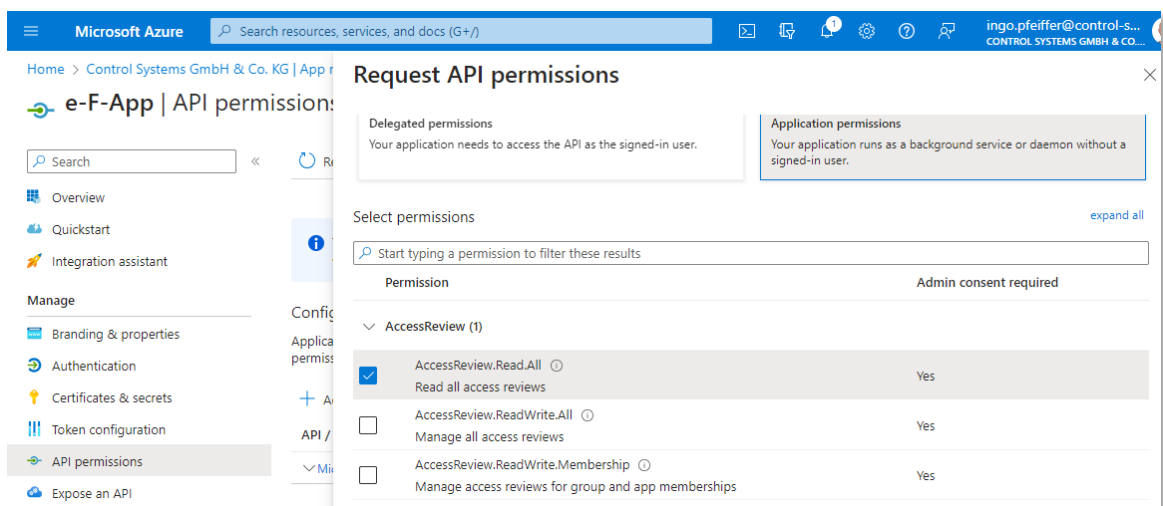 Microsoft Azure
Search resources, services, and docs (G+/)
1
ingo.pfeiffer@control-s...
CONTROL SYSTEMS GMBH & CO....
Home > Control Systems GmbH & Co. KG | App r
e-F-App | API permissions
Search
«
Overview
Quickstart
Integration assistant
Manage
Branding & properties
Authentication
Certificates & secrets
Token configuration
API permissions
Expose an API
Config
Applica
permiss
API /
Request API permissions
Delegated permissions
Your application needs to access the API as the signed-in user.
Application permissions
Your application runs as a background service or daemon without a
signed-in user.
Select permissions
expand all
Start typing a permission to filter these results
Permission
Admin consent required
AccessReview (1)
AccessReview.Read.All
Read all access reviews
Yes
AccessReview.ReadWrite.All
Manage all access reviews
Yes
AccessReview.ReadWrite.Membership
Manage access reviews for group and app memberships
Yes